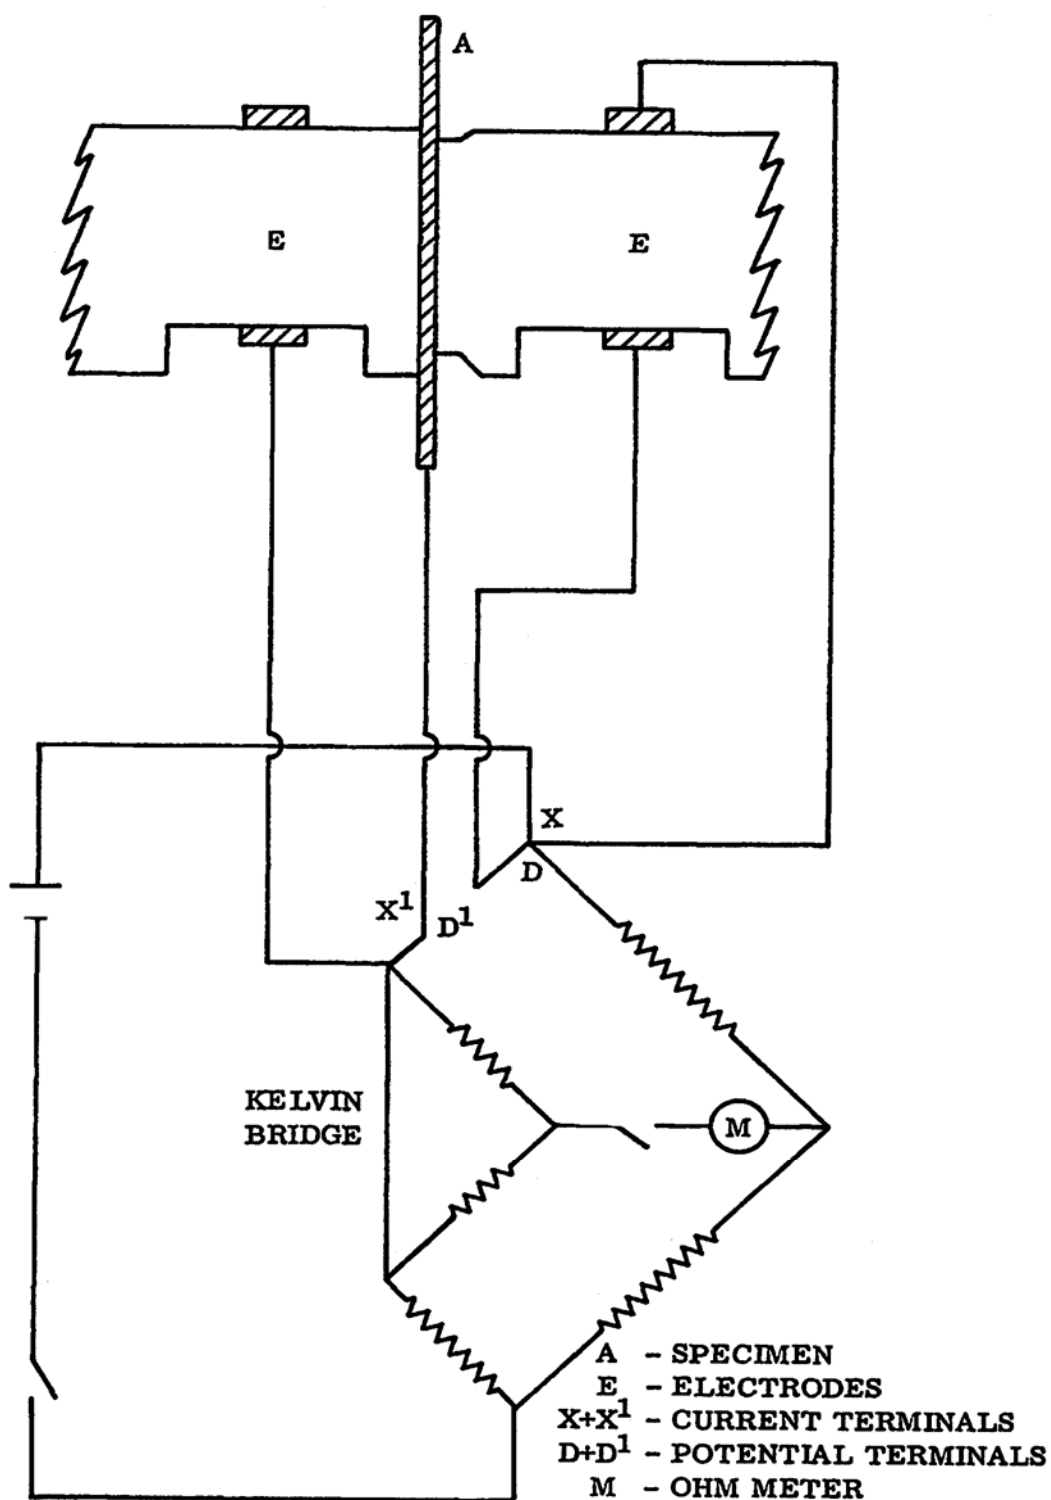 A
E
E
X
D
X¹
D¹
KELVIN
BRIDGE
M
A – SPECIMEN
E – ELECTRODES
X+X¹ – CURRENT TERMINALS
D+D¹ – POTENTIAL TERMINALS
M – OHM METER